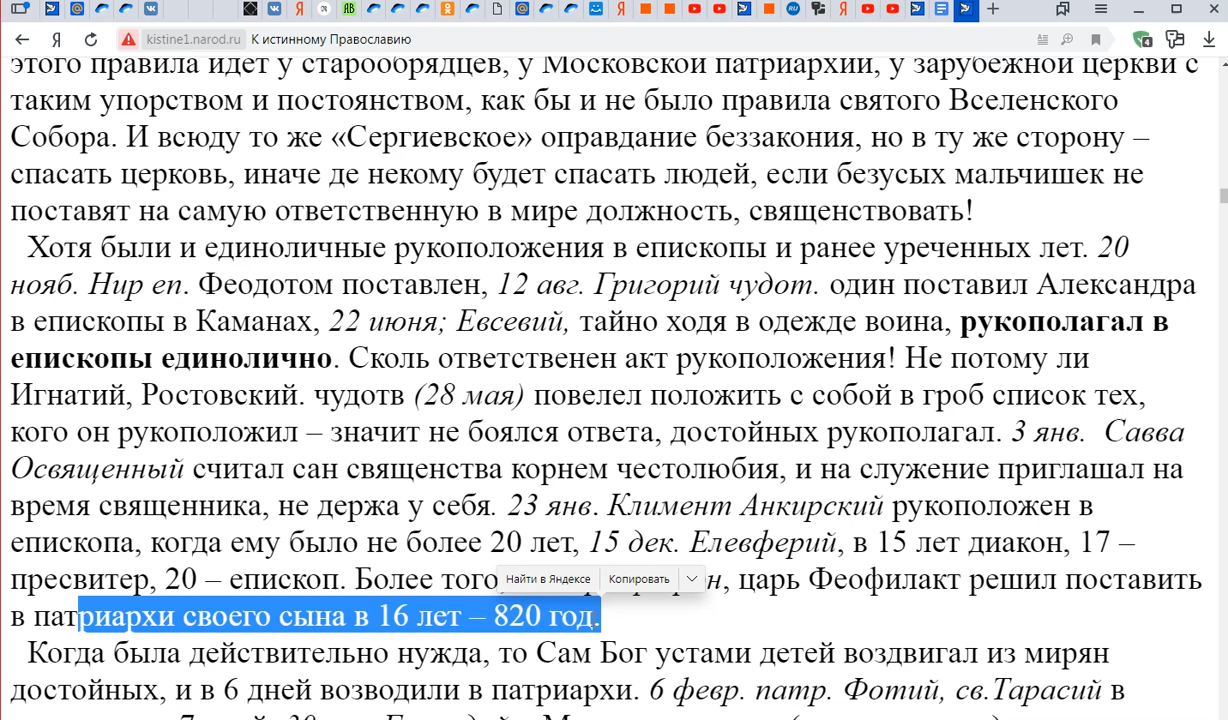 kistine1.narod.ru К истинному Православию
этого правила идет у старообрядцев, у Московской патриархии, у зарубежной церкви с
таким упорством и постоянством, как бы и не было правила святого Вселенского
Собора. И всюду то же «Сергиевское» оправдание беззакония, но в ту же сторону –
спасать церковь, иначе де некому будет спасать людей, если безусых мальчишек не
поставят на самую ответственную в мире должность, священствовать!
Хотя были и единоличные рукоположения в епископы и ранее уреченных лет. 20
нояб. Нир еп. Феодотом поставлен, 12 авг. Григорий чудот. один поставил Александра
в епископы в Каманах, 22 июня; Евсевий, тайно ходя в одежде воина, рукополагал в
епископы единолично. Сколь ответственен акт рукоположения! Не потому ли
Игнатий, Ростовский. чудотв (28 мая) повелел положить с собой в гроб список тех,
кого он рукоположил – значит не боялся ответа, достойных рукополагал. 3 янв. Савва
Освященный считал сан священства корнем честолюбия, и на служение приглашал на
время священника, не держа у себя. 23 янв. Климент Анкирский рукоположен в
епископа, когда ему было не более 20 лет, 15 дек. Елевферий, в 15 лет диакон, 17 –
пресвитер, 20 – епископ. Более того, царь Феофилакт решил поставить
Найти в Яндексе Копировать
в патриархи своего сына в 16 лет – 820 год.
Когда была действительно нужда, то Сам Бог устами детей воздвигал из мирян
достойных, и в 6 дней возводили в патриархи. 6 февр. патр. Фотий, св.Тарасий в